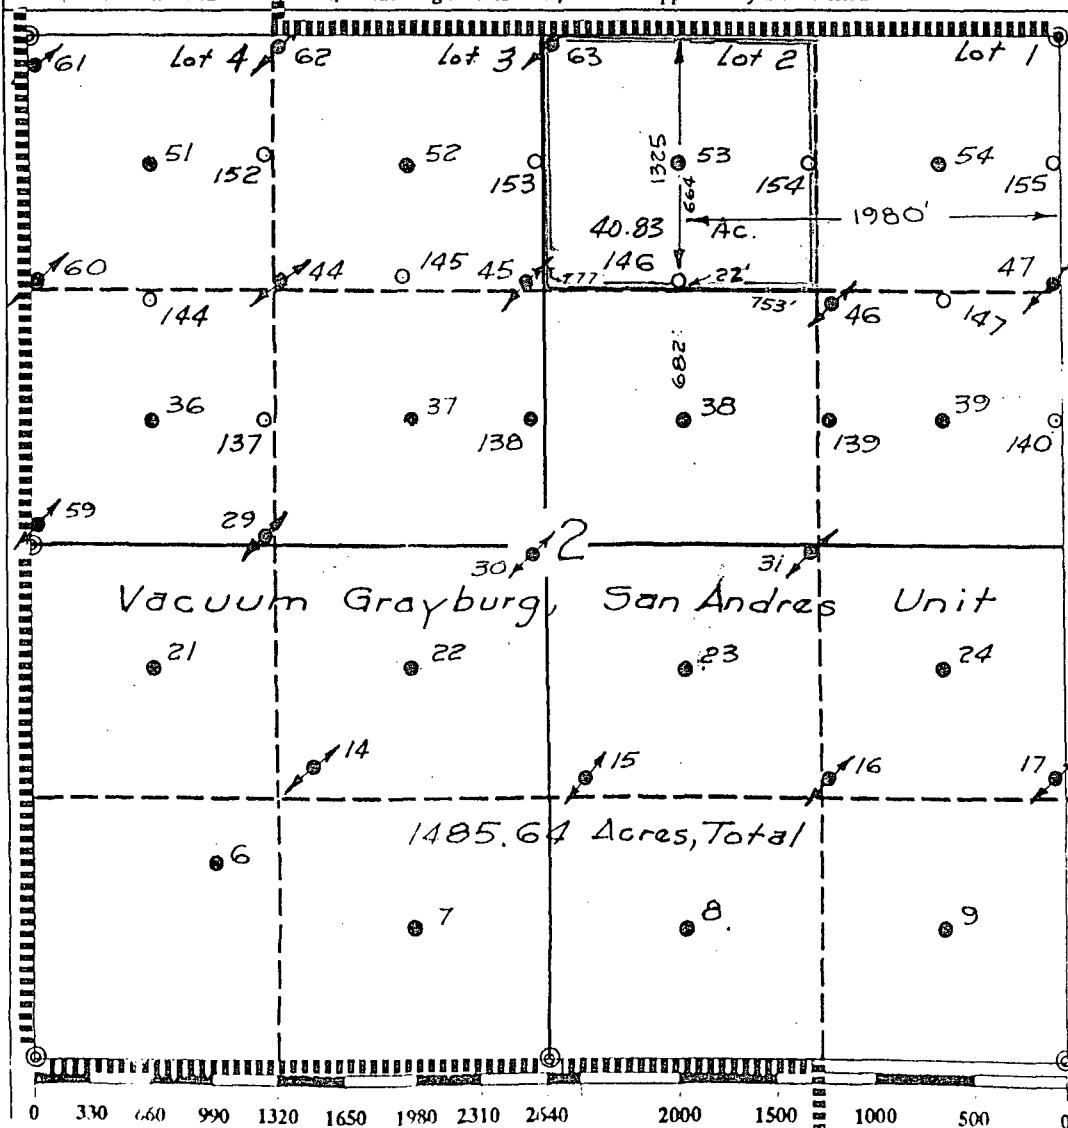 61 Lot 4 62 Lot 3 63 Lot 2 Lot 1
51 152 52 153 53 154 54 155
1325
664
1980'
40.83 Ac.
60 44 145 45 777 146 22' 47
144 753' 46 147
682'
36 137 37 138 38 139 39 140
59 29
30 2 31
Vacuum Grayburg, San Andres Unit
21 22 23 24
14 15 16 17
1485.64 Acres, Total
6
7 8 9
0 330 660 990 1320 1650 1980 2310 2640 2000 1500 1000 500 0